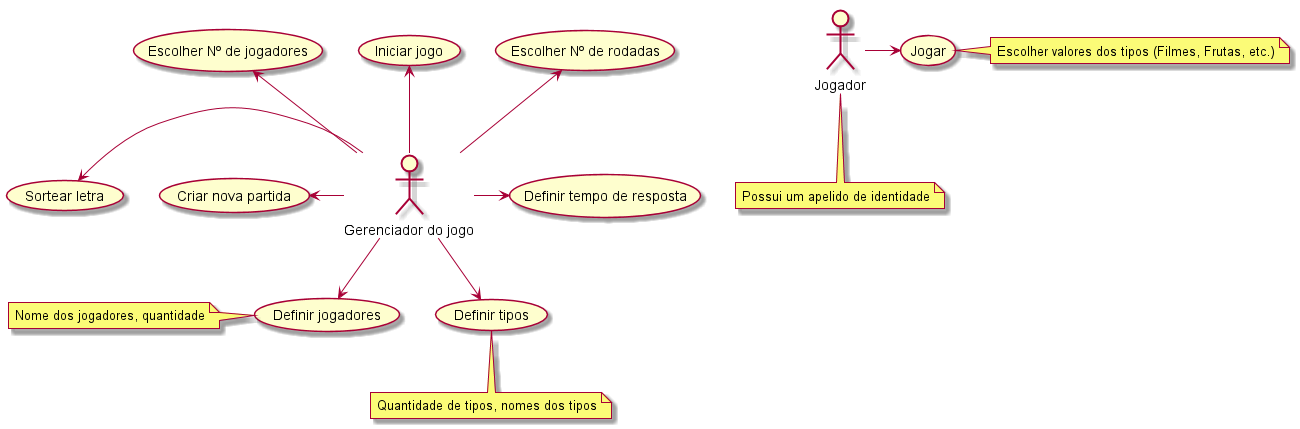 Escolher Nº de jogadores
Iniciar jogo
Escolher Nº de rodadas
Sortear letra
Criar nova partida
Gerenciador do jogo
Definir tempo de resposta
Nome dos jogadores, quantidade
Definir jogadores
Definir tipos
Quantidade de tipos, nomes dos tipos
Jogador
Jogar
Escolher valores dos tipos (Filmes, Frutas, etc.)
Possui um apelido de identidade